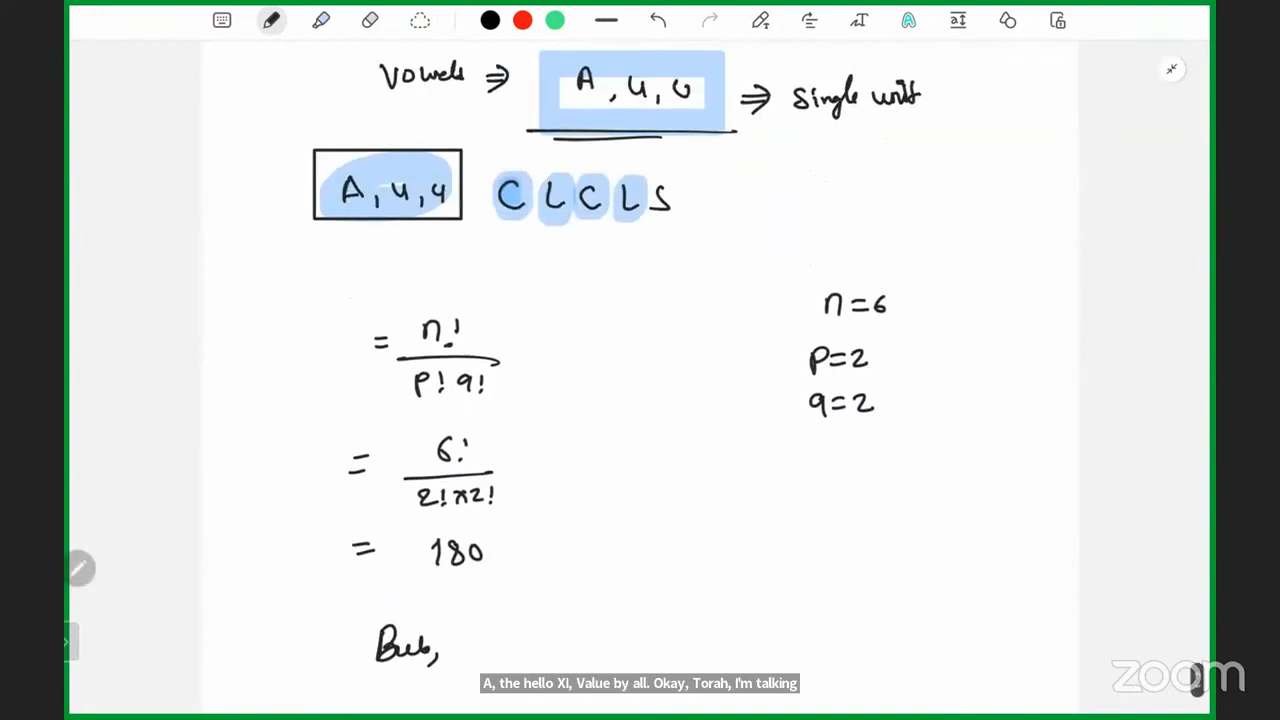 Vowels ⇒ A, u, u ⇒ Single unit
A, u, u C L C L S
n = 6
= n! / p! q!
p = 2
q = 2
= 6! / 2! × 2!
= 180
But,
A, the hello XI, Value by all. Okay, Torah, I'm talking
zoom